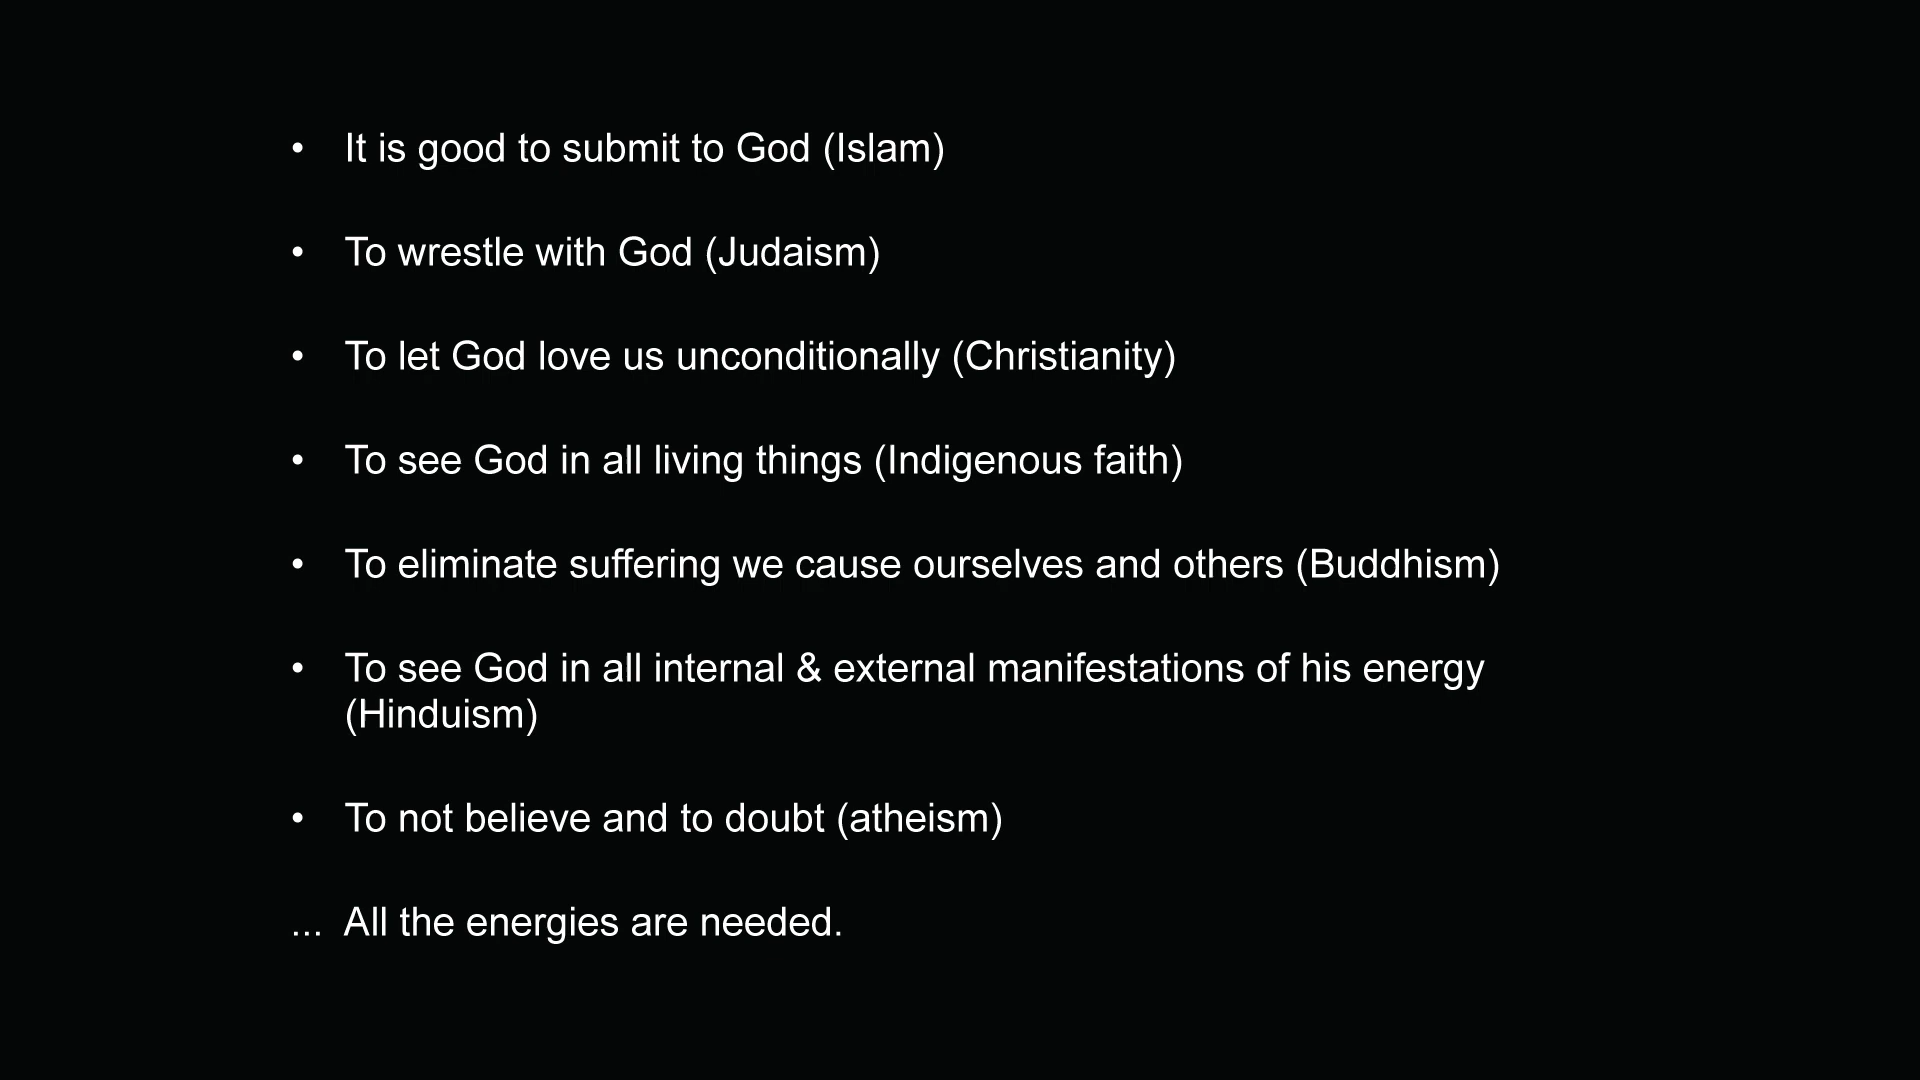 • It is good to submit to God (Islam)
• To wrestle with God (Judaism)
• To let God love us unconditionally (Christianity)
• To see God in all living things (Indigenous faith)
• To eliminate suffering we cause ourselves and others (Buddhism)
• To see God in all internal & external manifestations of his energy
(Hinduism)
• To not believe and to doubt (atheism)
... All the energies are needed.